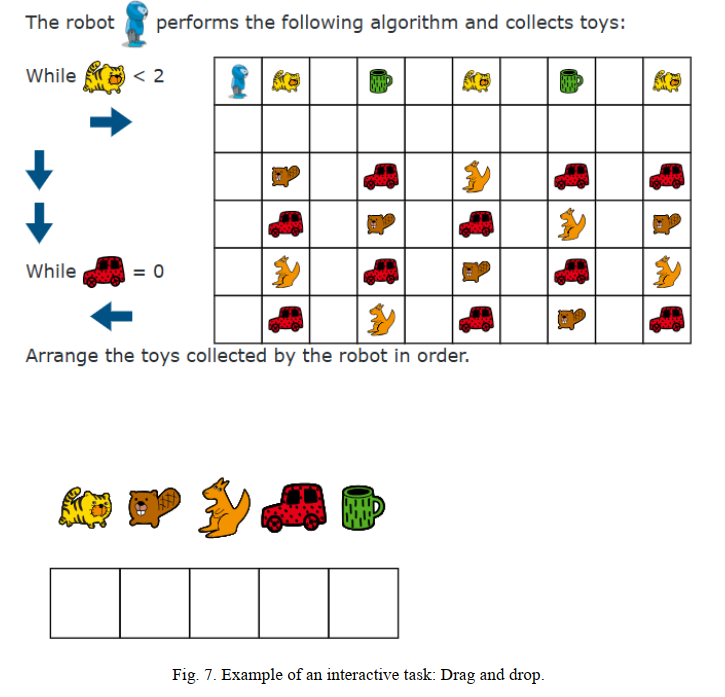 The robot performs the following algorithm and collects toys:
While < 2
While = 0
Arrange the toys collected by the robot in order.
Fig. 7. Example of an interactive task: Drag and drop.